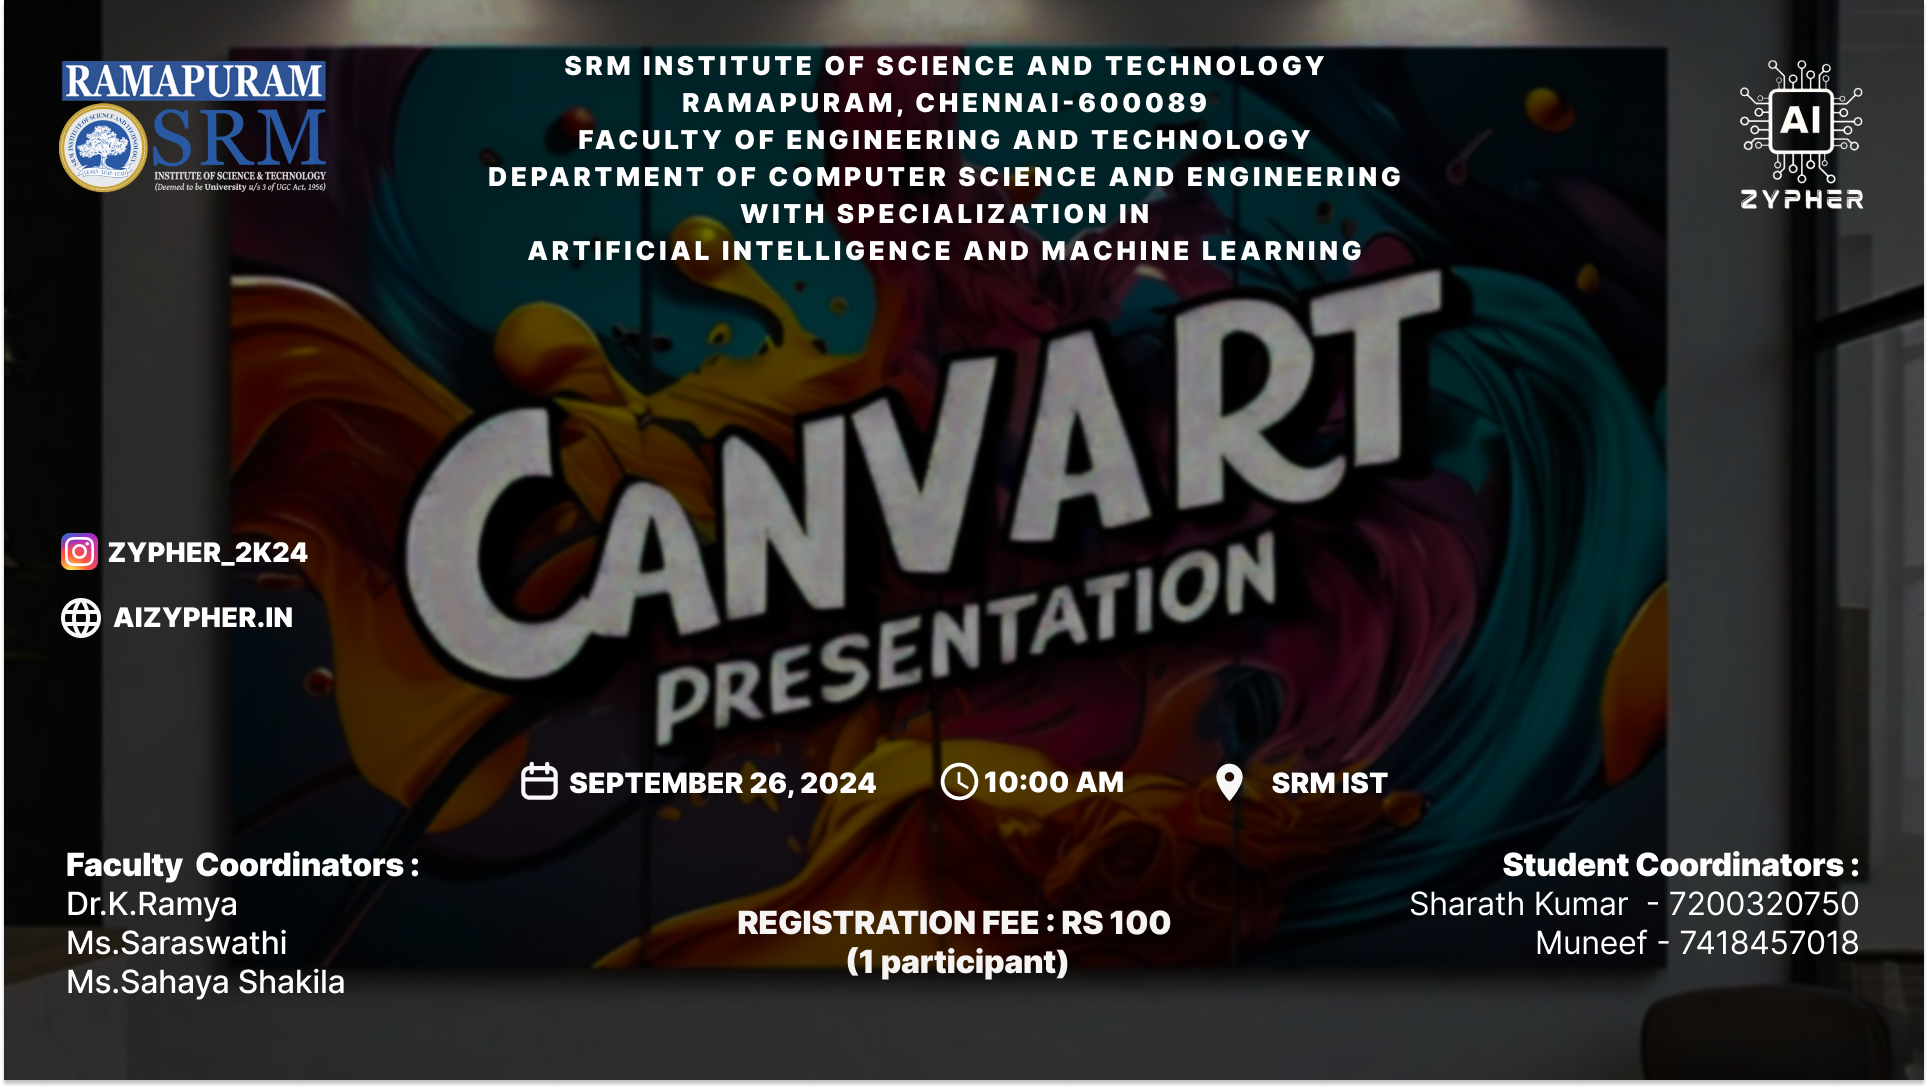 RAMAPURAM
SRM
INSTITUTE OF SCIENCE & TECHNOLOGY
(Deemed to be University u/s 3 of UGC Act, 1956)
SRM INSTITUTE OF SCIENCE AND TECHNOLOGY
RAMAPURAM, CHENNAI-600089
FACULTY OF ENGINEERING AND TECHNOLOGY
DEPARTMENT OF COMPUTER SCIENCE AND ENGINEERING
WITH SPECIALIZATION IN
ARTIFICIAL INTELLIGENCE AND MACHINE LEARNING
AI
ZYPHER
CANVART
PRESENTATION
ZYPHER_2K24
AIZYPHER.IN
SEPTEMBER 26, 2024
10:00 AM
SRM IST
Faculty Coordinators :
Dr.K.Ramya
Ms.Saraswathi
Ms.Sahaya Shakila
REGISTRATION FEE : RS 100
(1 participant)
Student Coordinators :
Sharath Kumar - 7200320750
Muneef - 7418457018